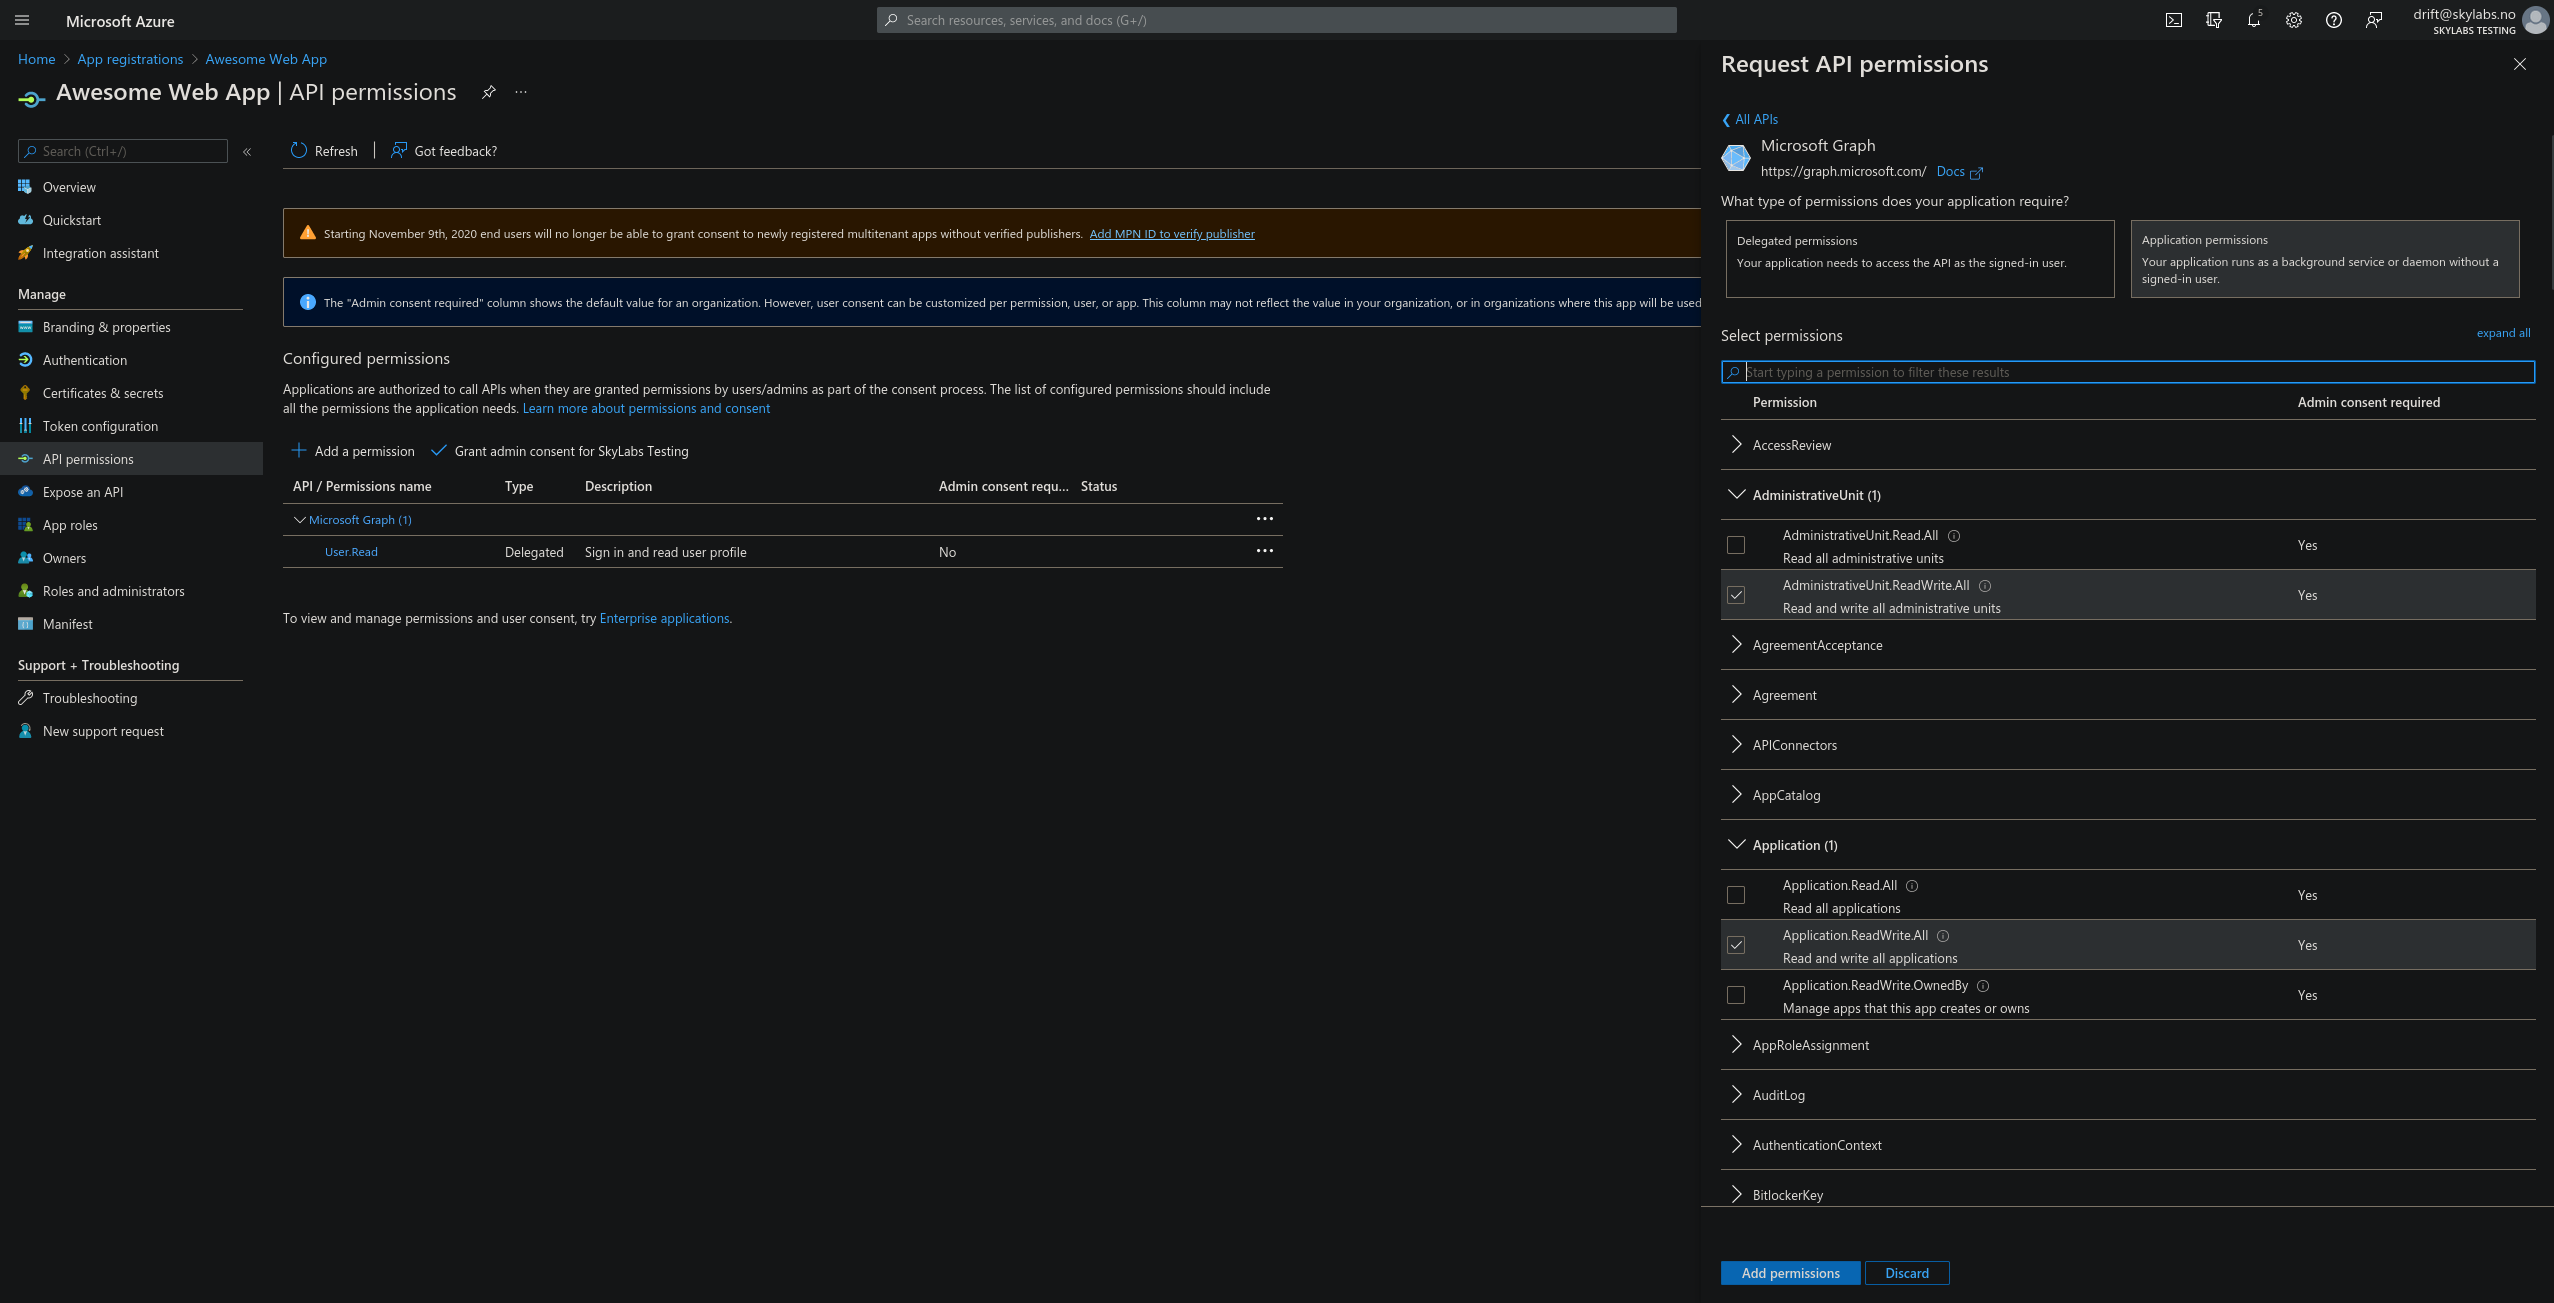 Microsoft Azure
Search resources, services, and docs (G+/)
5
drift@skylabs.no
SKYLABS TESTING
Home > App registrations > Awesome Web App
Awesome Web App | API permissions
Search (Ctrl+/)
Overview
Quickstart
Integration assistant
Manage
Branding & properties
Authentication
Certificates & secrets
Token configuration
API permissions
Expose an API
App roles
Owners
Roles and administrators
Manifest
Support + Troubleshooting
Troubleshooting
New support request
Refresh | Got feedback?
Starting November 9th, 2020 end users will no longer be able to grant consent to newly registered multitenant apps without verified publishers. Add MPN ID to verify publisher
The "Admin consent required" column shows the default value for an organization. However, user consent can be customized per permission, user, or app. This column may not reflect the value in your organization, or in organizations where this app will be used
Configured permissions
Applications are authorized to call APIs when they are granted permissions by users/admins as part of the consent process. The list of configured permissions should include
all the permissions the application needs. Learn more about permissions and consent
Add a permission Grant admin consent for SkyLabs Testing
API / Permissions name Type Description Admin consent requ... Status
Microsoft Graph (1)
User.Read Delegated Sign in and read user profile No
To view and manage permissions and user consent, try Enterprise applications.
Request API permissions
All APIs
Microsoft Graph
https://graph.microsoft.com/ Docs
What type of permissions does your application require?
Delegated permissions
Your application needs to access the API as the signed-in user.
Application permissions
Your application runs as a background service or daemon without a
signed-in user.
Select permissions
expand all
Start typing a permission to filter these results
Permission Admin consent required
AccessReview
AdministrativeUnit (1)
AdministrativeUnit.Read.All
Read all administrative units
Yes
AdministrativeUnit.ReadWrite.All
Read and write all administrative units
Yes
AgreementAcceptance
Agreement
APIConnectors
AppCatalog
Application (1)
Application.Read.All
Read all applications
Yes
Application.ReadWrite.All
Read and write all applications
Yes
Application.ReadWrite.OwnedBy
Manage apps that this app creates or owns
Yes
AppRoleAssignment
AuditLog
AuthenticationContext
BitlockerKey
Add permissions Discard